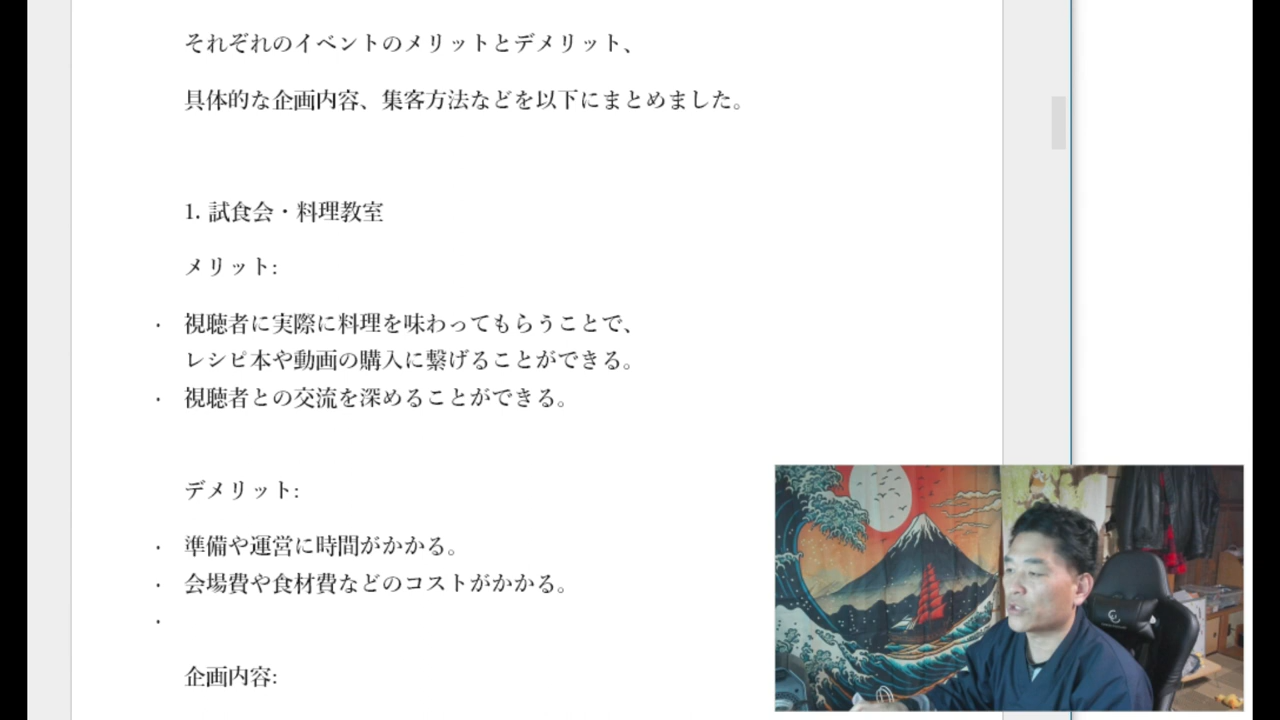 それぞれのイベントのメリットとデメリット、
具体的な企画内容、集客方法などを以下にまとめました。
1. 試食会・料理教室
メリット:
· 視聴者に実際に料理を味わってもらうことで、
レシピ本や動画の購入に繋げることができる。
· 視聴者との交流を深めることができる。
デメリット:
· 準備や運営に時間がかかる。
· 会場費や食材費などのコストがかかる。
·
企画内容: